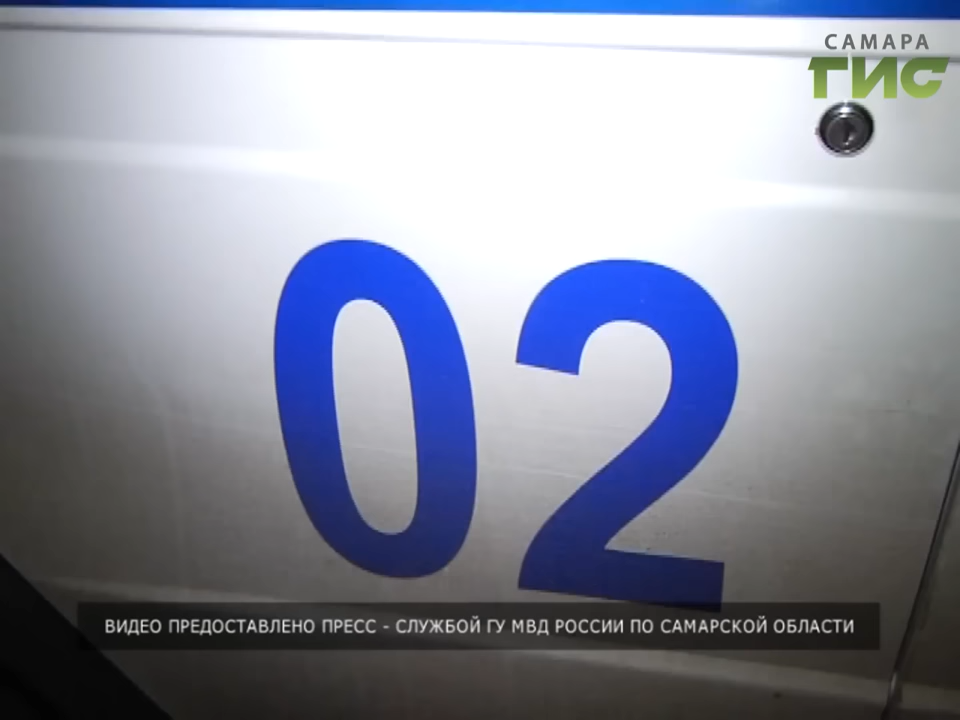 САМАРА
ГИС
02
ВИДЕО ПРЕДОСТАВЛЕНО ПРЕСС - СЛУЖБОЙ ГУ МВД РОССИИ ПО САМАРСКОЙ ОБЛАСТИ